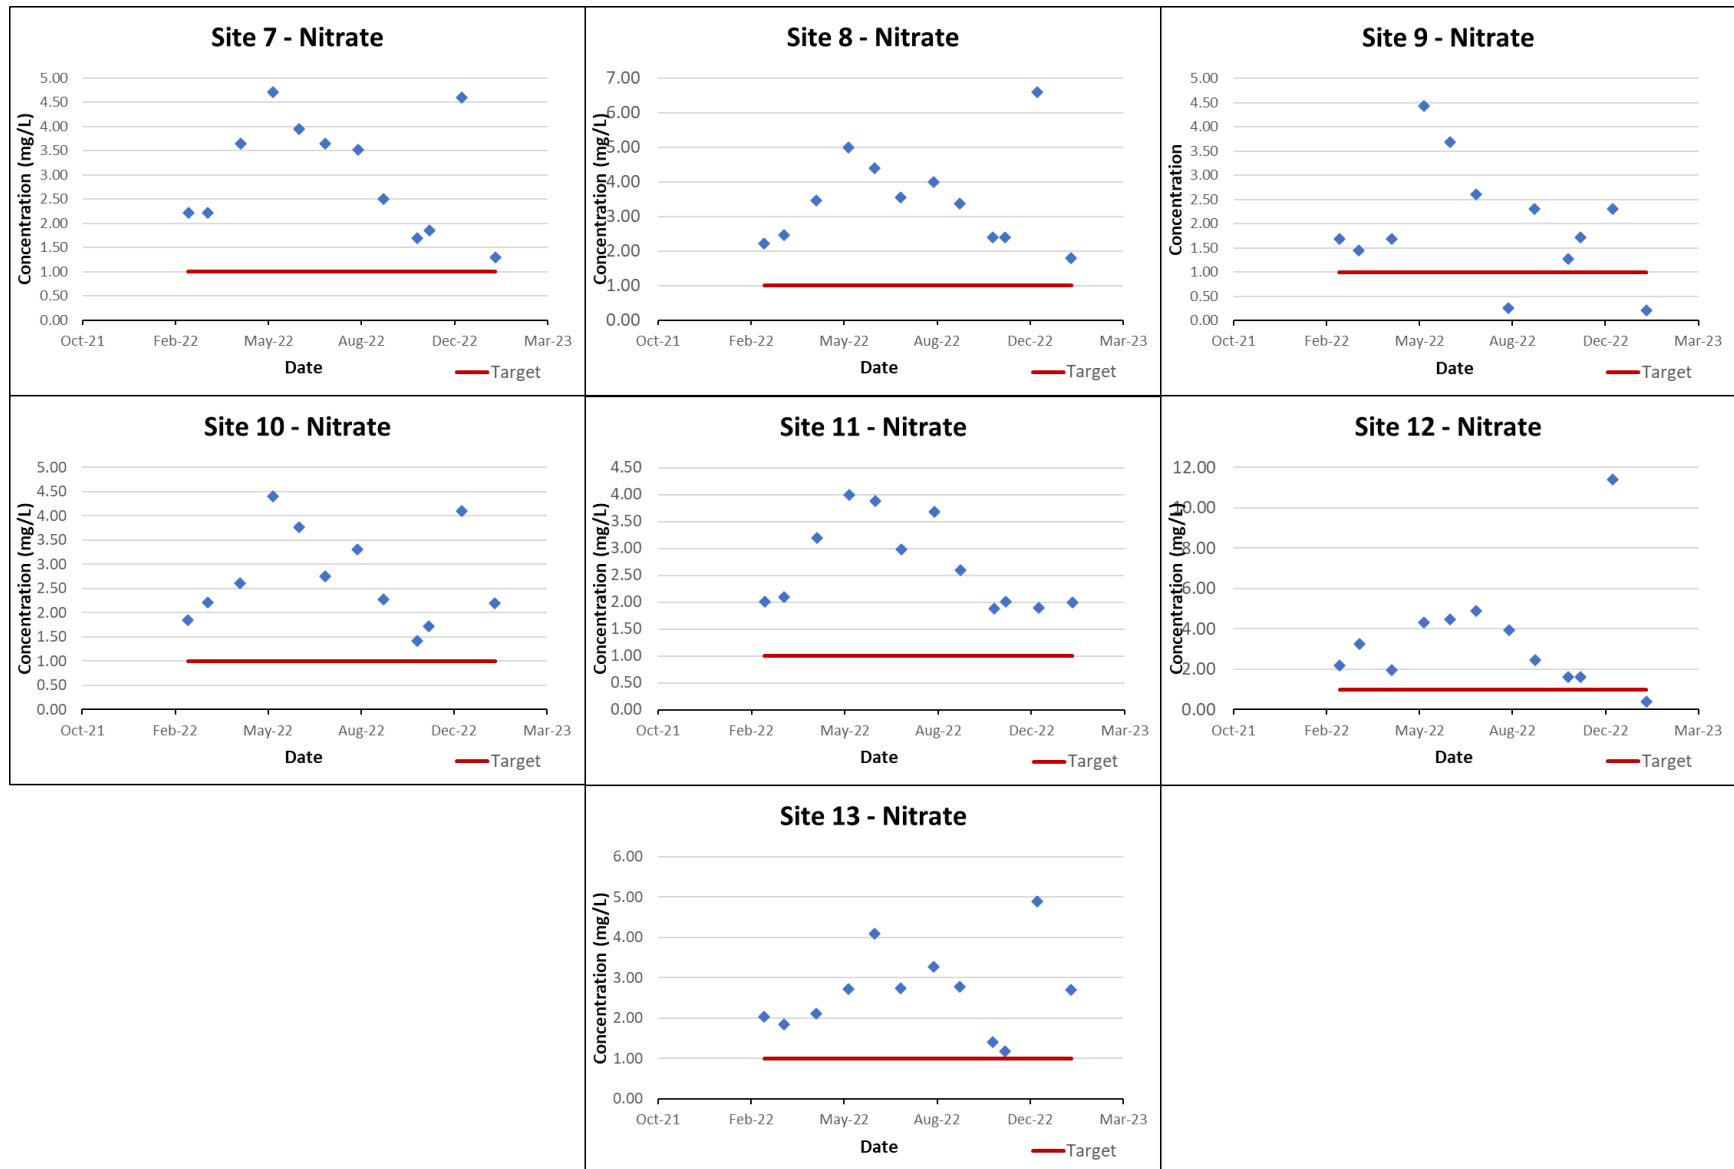 Site 7 - Nitrate
Concentration (mg/L)
5.00
4.50
4.00
3.50
3.00
2.50
2.00
1.50
1.00
0.50
0.00
Oct-21 Feb-22 May-22 Aug-22 Dec-22 Mar-23
Date
Target
Site 8 - Nitrate
Concentration (mg/L)
7.00
6.00
5.00
4.00
3.00
2.00
1.00
0.00
Oct-21 Feb-22 May-22 Aug-22 Dec-22 Mar-23
Date
Target
Site 9 - Nitrate
Concentration
5.00
4.50
4.00
3.50
3.00
2.50
2.00
1.50
1.00
0.50
0.00
Oct-21 Feb-22 May-22 Aug-22 Dec-22 Mar-23
Date
Target
Site 10 - Nitrate
Concentration (mg/L)
5.00
4.50
4.00
3.50
3.00
2.50
2.00
1.50
1.00
0.50
0.00
Oct-21 Feb-22 May-22 Aug-22 Dec-22 Mar-23
Date
Target
Site 11 - Nitrate
Concentration (mg/L)
4.50
4.00
3.50
3.00
2.50
2.00
1.50
1.00
0.50
0.00
Oct-21 Feb-22 May-22 Aug-22 Dec-22 Mar-23
Date
Target
Site 12 - Nitrate
Concentration (mg/L)
12.00
10.00
8.00
6.00
4.00
2.00
0.00
Oct-21 Feb-22 May-22 Aug-22 Dec-22 Mar-23
Date
Target
Site 13 - Nitrate
Concentration (mg/L)
6.00
5.00
4.00
3.00
2.00
1.00
0.00
Oct-21 Feb-22 May-22 Aug-22 Dec-22 Mar-23
Date
Target